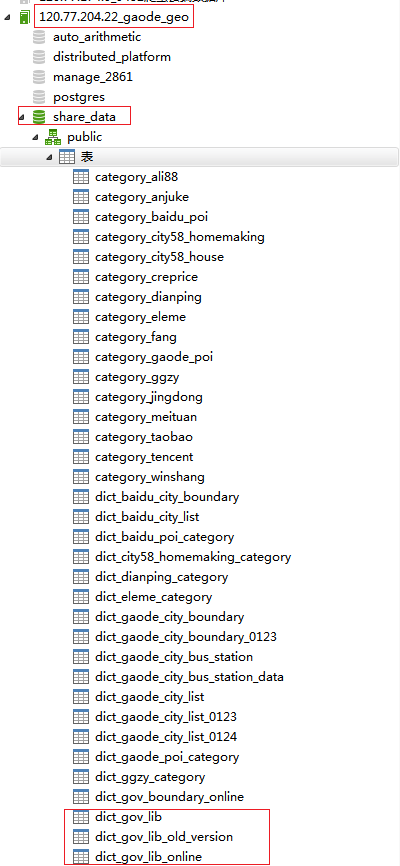 120.77.204.22_gaode_geo
auto_arithmetic
distributed_platform
manage_2861
postgres
share_data
public
表
category_ali88
category_anjuke
category_baidu_poi
category_city58_homemaking
category_city58_house
category_creprice
category_dianping
category_eleme
category_fang
category_gaode_poi
category_ggzy
category_jingdong
category_meituan
category_taobao
category_tencent
category_winshang
dict_baidu_city_boundary
dict_baidu_city_list
dict_baidu_poi_category
dict_city58_homemaking_category
dict_dianping_category
dict_eleme_category
dict_gaode_city_boundary
dict_gaode_city_boundary_0123
dict_gaode_city_bus_station
dict_gaode_city_bus_station_data
dict_gaode_city_list
dict_gaode_city_list_0123
dict_gaode_city_list_0124
dict_gaode_poi_category
dict_ggzy_category
dict_gov_boundary_online
dict_gov_lib
dict_gov_lib_old_version
dict_gov_lib_online